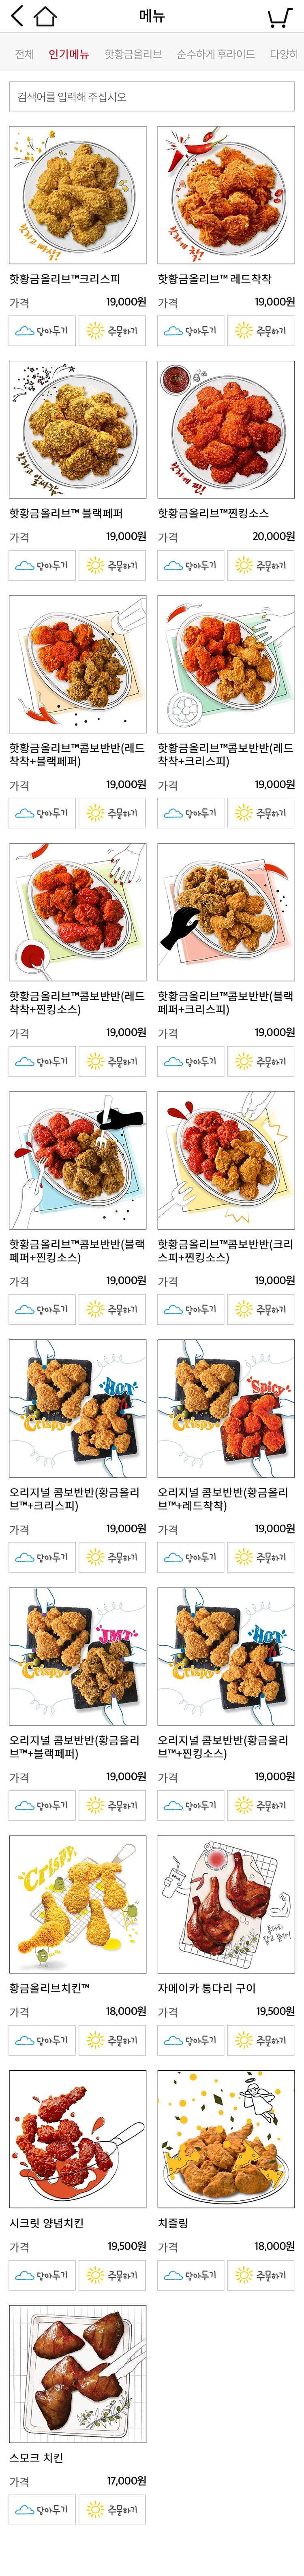 메뉴
전체 인기메뉴 핫황금올리브 순수하게 후라이드 다양하
검색어를 입력해 주십시오
핫황금올리브™크리스피 핫황금올리브™ 레드착착
가격 19,000원 가격 19,000원
담아두기 주문하기 담아두기 주문하기
핫황금올리브™ 블랙페퍼 핫황금올리브™찐킹소스
가격 19,000원 가격 20,000원
담아두기 주문하기 담아두기 주문하기
핫황금올리브™콤보반반(레드 핫황금올리브™콤보반반(레드
착착+블랙페퍼) 착착+크리스피)
가격 19,000원 가격 19,000원
담아두기 주문하기 담아두기 주문하기
핫황금올리브™콤보반반(레드 핫황금올리브™콤보반반(블랙
착착+찐킹소스) 페퍼+크리스피)
가격 19,000원 가격 19,000원
담아두기 주문하기 담아두기 주문하기
핫황금올리브™콤보반반(블랙 핫황금올리브™콤보반반(크리
페퍼+찐킹소스) 스피+찐킹소스)
가격 19,000원 가격 19,000원
담아두기 주문하기 담아두기 주문하기
HOT Crispy Spicy Crispy
오리지널 콤보반반(황금올리 오리지널 콤보반반(황금올리
브™+크리스피) 브™+레드착착)
가격 19,000원 가격 19,000원
담아두기 주문하기 담아두기 주문하기
JMT Crispy HOT Crispy
오리지널 콤보반반(황금올리 오리지널 콤보반반(황금올리
브™+블랙페퍼) 브™+찐킹소스)
가격 19,000원 가격 19,000원
담아두기 주문하기 담아두기 주문하기
Crispy
황금올리브치킨™ 자메이카 통다리 구이
가격 18,000원 가격 19,500원
담아두기 주문하기 담아두기 주문하기
시크릿 양념치킨 치즐링
가격 19,500원 가격 18,000원
담아두기 주문하기 담아두기 주문하기
스모크 치킨
가격 17,000원
담아두기 주문하기